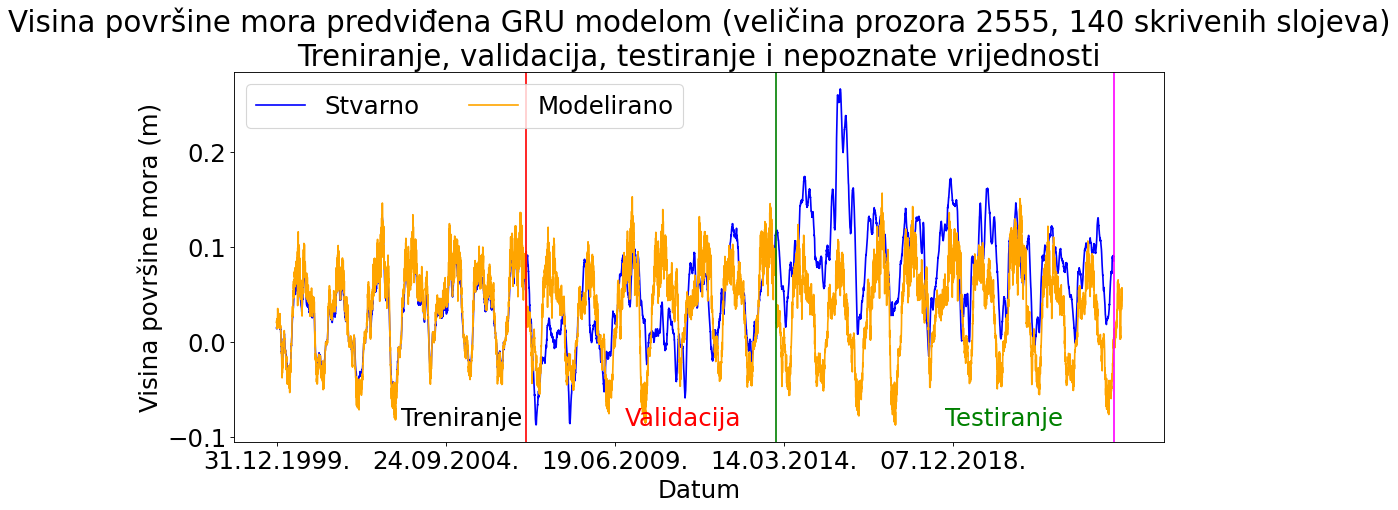 Visina površine mora predviđena GRU modelom (veličina prozora 2555, 140 skrivenih slojeva)
Treniranje, validacija, testiranje i nepoznate vrijednosti
Stvarno
Modelirano
Visina površine mora (m)
0.2
0.1
0.0
−0.1
Treniranje
Validacija
Testiranje
31.12.1999.
24.09.2004.
19.06.2009.
14.03.2014.
07.12.2018.
Datum